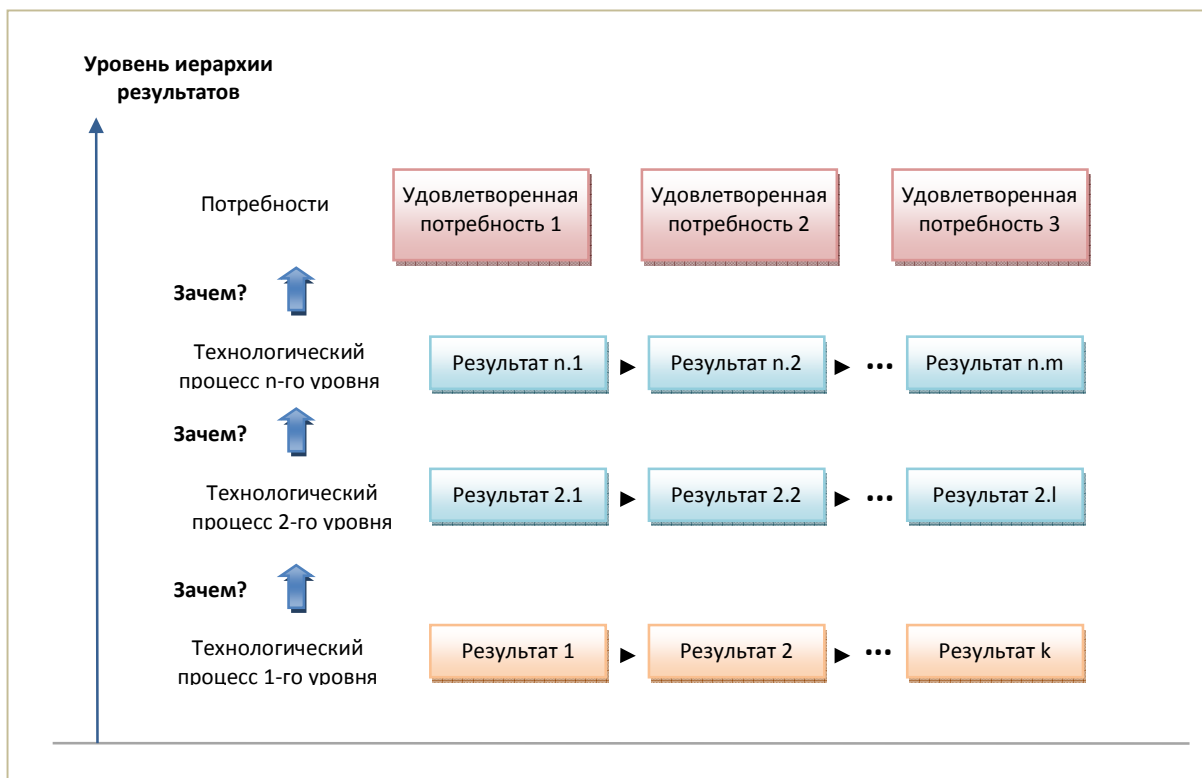 Уровень иерархии
результатов
Потребности
Удовлетворенная
потребность 1
Удовлетворенная
потребность 2
Удовлетворенная
потребность 3
Зачем?
Технологический
процесс n-го уровня
Результат n.1
Результат n.2
...
Результат n.m
Зачем?
Технологический
процесс 2-го уровня
Результат 2.1
Результат 2.2
...
Результат 2.l
Зачем?
Технологический
процесс 1-го уровня
Результат 1
Результат 2
...
Результат k